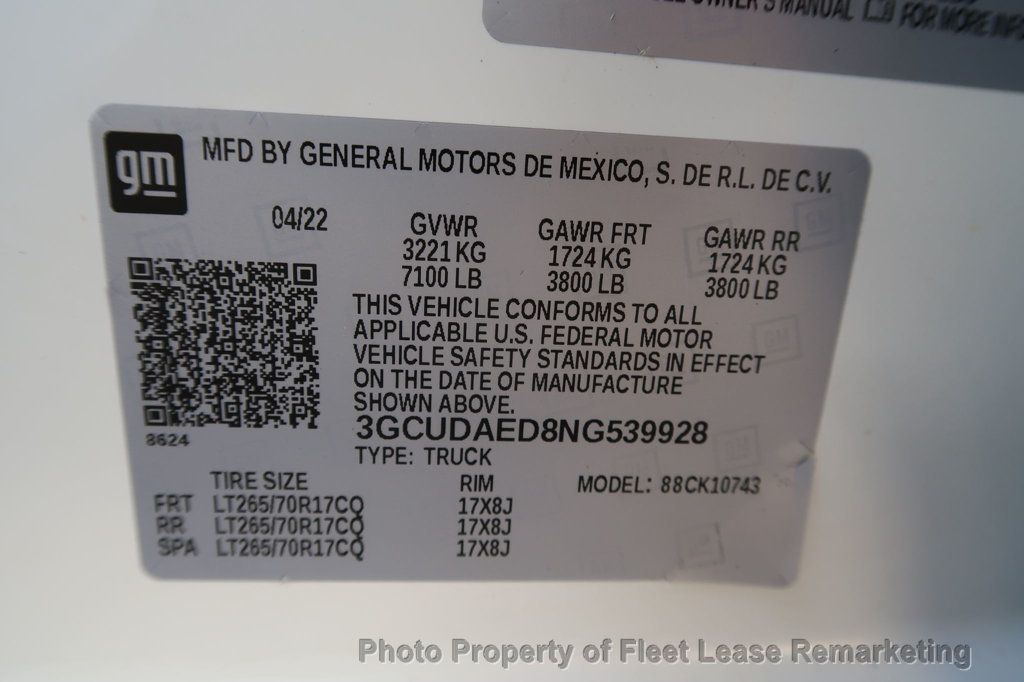 OWNER'S MANUAL FOR MORE
gm
MFD BY GENERAL MOTORS DE MEXICO, S. DE R.L. DE C.V.
04/22
GVWR GAWR FRT GAWR RR
3221 KG 1724 KG 1724 KG
7100 LB 3800 LB 3800 LB
THIS VEHICLE CONFORMS TO ALL
APPLICABLE U.S. FEDERAL MOTOR
VEHICLE SAFETY STANDARDS IN EFFECT
ON THE DATE OF MANUFACTURE
SHOWN ABOVE.
3GCUDAED8NG539928
8624
TYPE: TRUCK
TIRE SIZE RIM MODEL: 88CK10743
FRT LT265/70R17CQ 17X8J
RR LT265/70R17CQ 17X8J
SPA LT265/70R17CQ 17X8J
Photo Property of Fleet Lease Remarketing